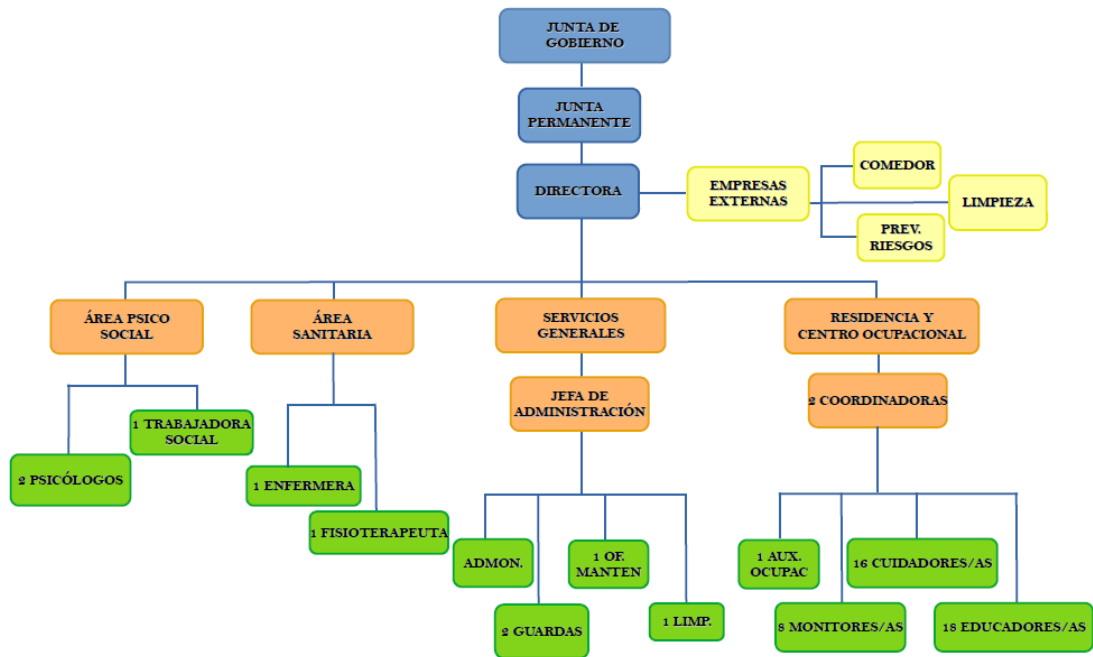 JUNTA DE
GOBIERNO
JUNTA
PERMANENTE
DIRECTORA
EMPRESAS
EXTERNAS
COMEDOR
LIMPIEZA
PREV.
RIESGOS
ÁREA PSICO
SOCIAL
ÁREA
SANITARIA
SERVICIOS
GENERALES
RESIDENCIA Y
CENTRO OCUPACIONAL
JEFA DE
ADMINISTRACIÓN
2 COORDINADORAS
1 TRABAJADORA
SOCIAL
2 PSICÓLOGOS
1 ENFERMERA
1 FISIOTERAPEUTA
ADMON.
1 OF.
MANTEN
2 GUARDAS
1 LIMP.
1 AUX.
OCUPAC
16 CUIDADORES/AS
8 MONITORES/AS
18 EDUCADORES/AS